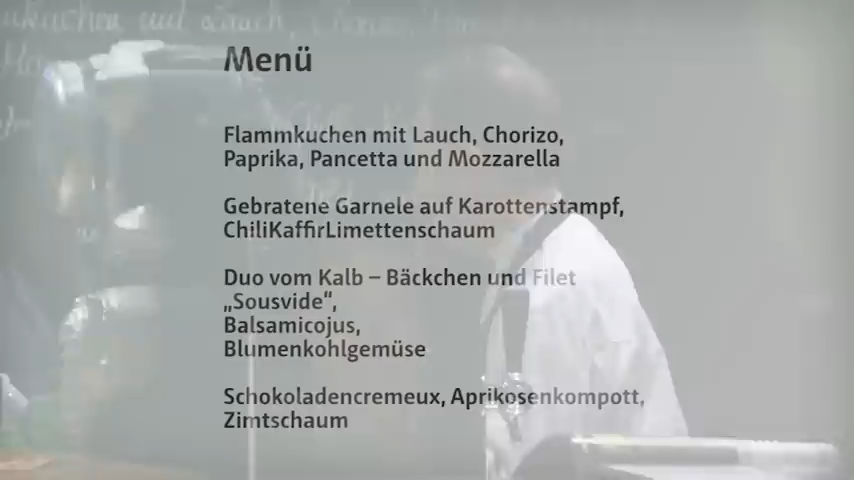 Menü
Flammkuchen mit Lauch, Chorizo,
Paprika, Pancetta und Mozzarella
Gebratene Garnele auf Karottenstampf,
ChiliKaffirLimettenschaum
Duo vom Kalb – Bäckchen und Filet
„Sousvide“,
Balsamicojus,
Blumenkohlgemüse
Schokoladencremeux, Aprikosenkompott,
Zimtschaum